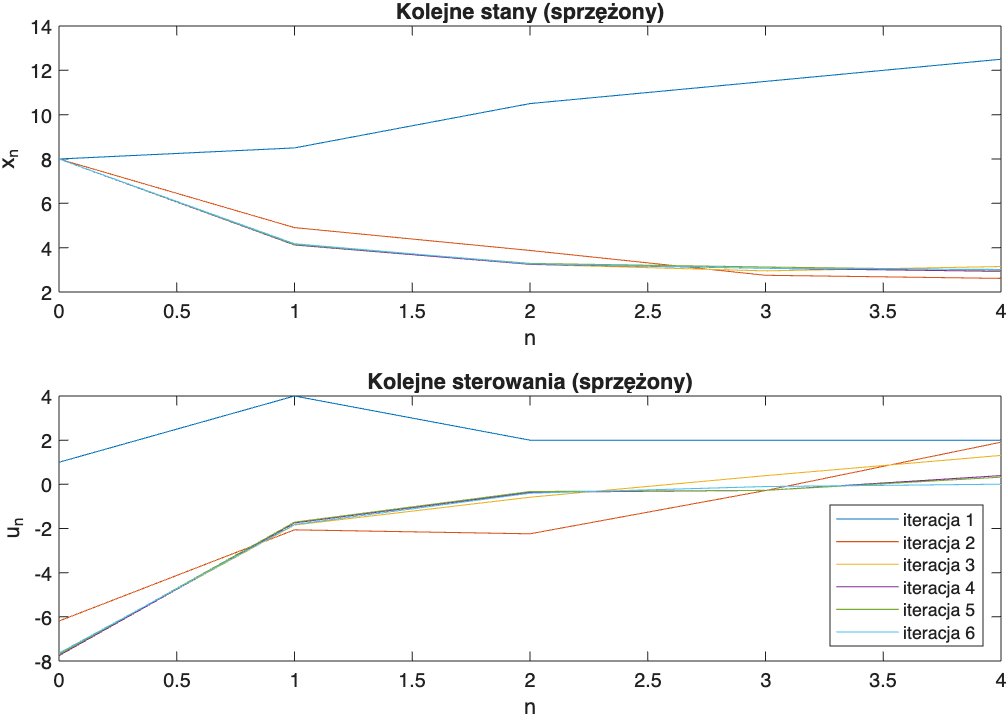 Kolejne stany (sprzężony)
14
12
10
8
6
4
2
xn
0 0.5 1 1.5 2 2.5 3 3.5 4
n
Kolejne sterowania (sprzężony)
4
2
0
-2
-4
-6
-8
un
iteracja 1
iteracja 2
iteracja 3
iteracja 4
iteracja 5
iteracja 6
0 0.5 1 1.5 2 2.5 3 3.5 4
n